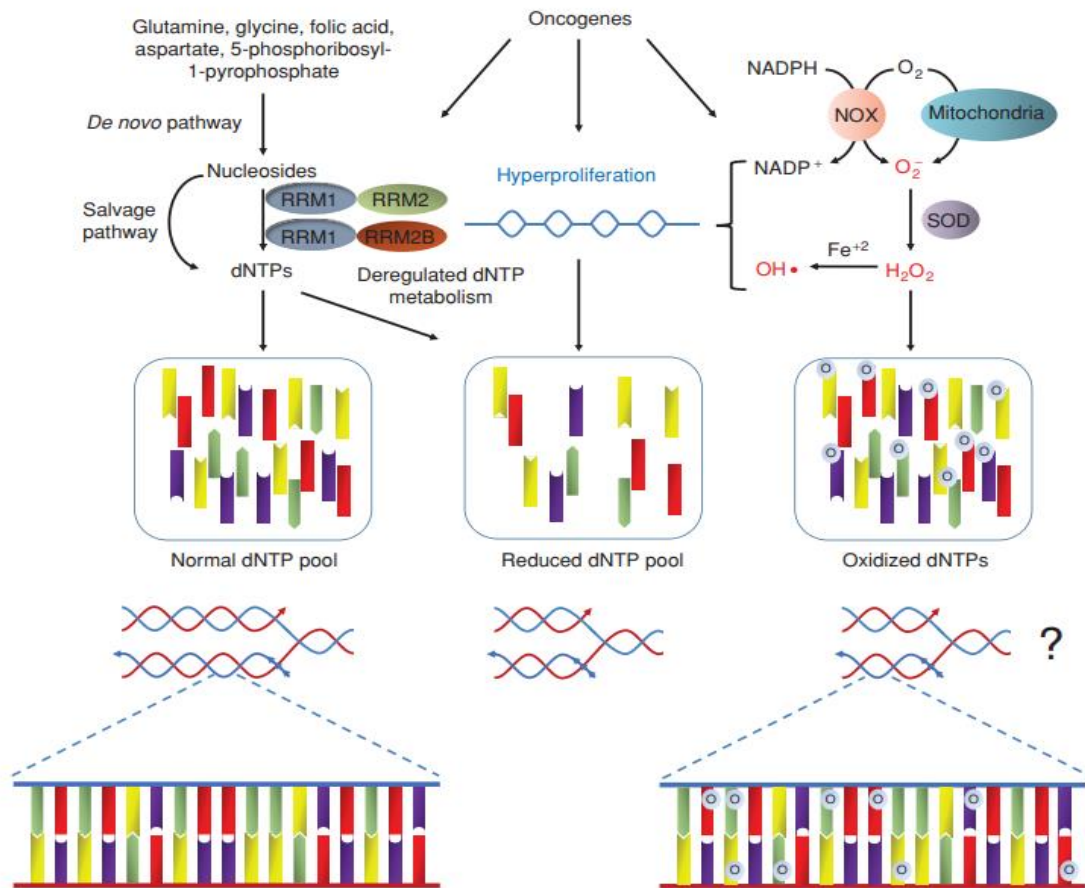 Glutamine, glycine, folic acid,
aspartate, 5-phosphoribosyl-
1-pyrophosphate
De novo pathway
Nucleosides
Salvage
pathway
RRM1
RRM2
RRM1
RRM2B
dNTPs
Deregulated dNTP
metabolism
Oncogenes
Hyperproliferation
NADPH
O₂
NOX
Mitochondria
NADP⁺
O₂⁻
SOD
Fe⁺²
OH•
H₂O₂
O O O O
O O O O
O
Normal dNTP pool
Reduced dNTP pool
Oxidized dNTPs
?
O O O O O
O O O O